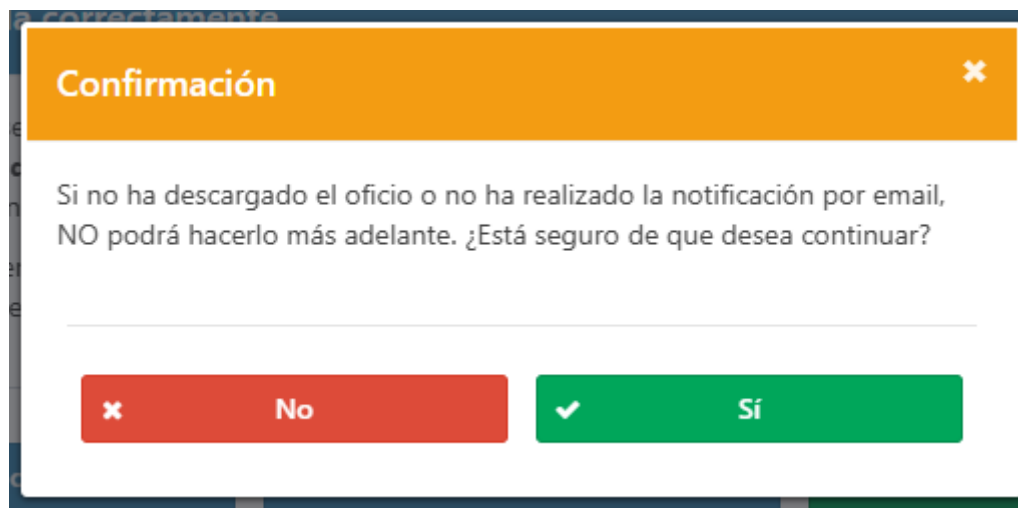 a correctamente
Confirmación
Si no ha descargado el oficio o no ha realizado la notificación por email,
NO podrá hacerlo más adelante. ¿Está seguro de que desea continuar?
No
Sí